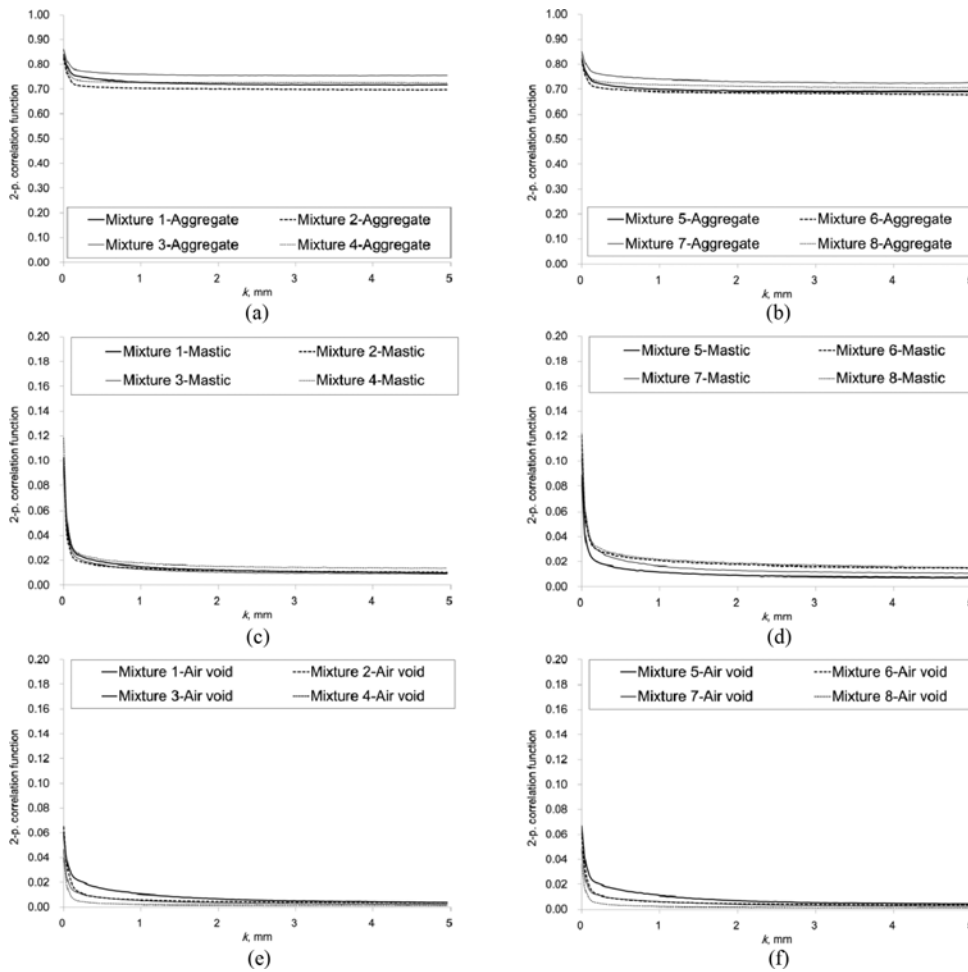 1.00
0.90
0.80
0.70
0.60
0.50
0.40
0.30
0.20
0.10
0.00
2-p. correlation function
Mixture 1-Aggregate
Mixture 2-Aggregate
Mixture 3-Aggregate
Mixture 4-Aggregate
0 1 2 3 4 5
k, mm
(a)
1.00
0.90
0.80
0.70
0.60
0.50
0.40
0.30
0.20
0.10
0.00
2-p. correlation function
Mixture 5-Aggregate
Mixture 6-Aggregate
Mixture 7-Aggregate
Mixture 8-Aggregate
0 1 2 3 4 5
k, mm
(b)
0.20
0.18
0.16
0.14
0.12
0.10
0.08
0.06
0.04
0.02
0.00
2-p. correlation function
Mixture 1-Mastic
Mixture 2-Mastic
Mixture 3-Mastic
Mixture 4-Mastic
0 1 2 3 4 5
k, mm
(c)
0.20
0.18
0.16
0.14
0.12
0.10
0.08
0.06
0.04
0.02
0.00
2-p. correlation function
Mixture 5-Mastic
Mixture 6-Mastic
Mixture 7-Mastic
Mixture 8-Mastic
0 1 2 3 4 5
k, mm
(d)
0.20
0.18
0.16
0.14
0.12
0.10
0.08
0.06
0.04
0.02
0.00
2-p. correlation function
Mixture 1-Air void
Mixture 2-Air void
Mixture 3-Air void
Mixture 4-Air void
0 1 2 3 4 5
k, mm
(e)
0.20
0.18
0.16
0.14
0.12
0.10
0.08
0.06
0.04
0.02
0.00
2-p. correlation function
Mixture 5-Air void
Mixture 6-Air void
Mixture 7-Air void
Mixture 8-Air void
0 1 2 3 4 5
k, mm
(f)